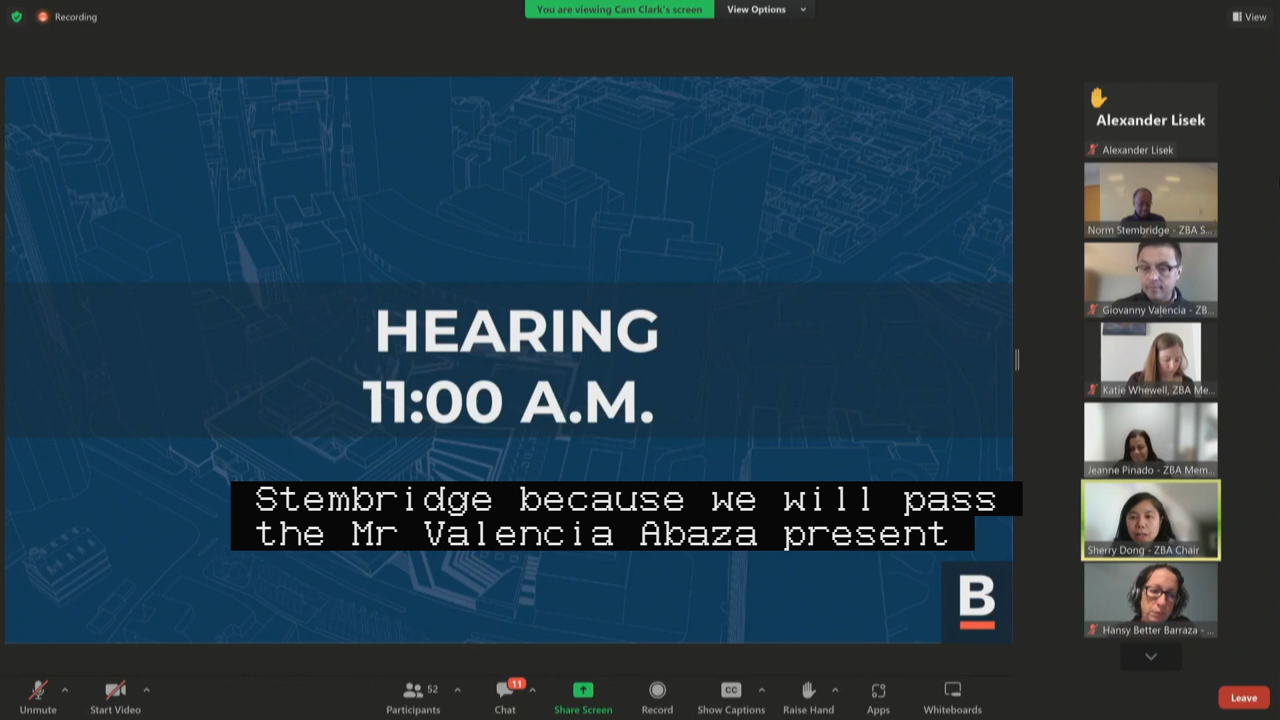 Recording
You are viewing Cam Clark's screen
View Options
View
HEARING
11:00 A.M.
Stembridge because we will pass
the Mr Valencia Abaza present
B
Alexander Lisek
Alexander Lisek
Norm Stembridge - ZBA S...
Giovanny Valencia - ZB...
Katie Whewell, ZBA Me...
Jeanne Pinado - ZBA Mem...
Sherry Dong - ZBA Chair
Hansy Better Barraza - ...
Unmute
Start Video
52
Participants
11
Chat
Share Screen
Record
CC
Show Captions
Raise Hand
Apps
Whiteboards
Leave